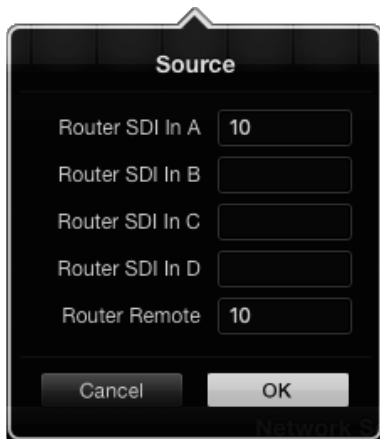 Source
Router SDI In A 10
Router SDI In B
Router SDI In C
Router SDI In D
Router Remote 10
Cancel OK
Network S